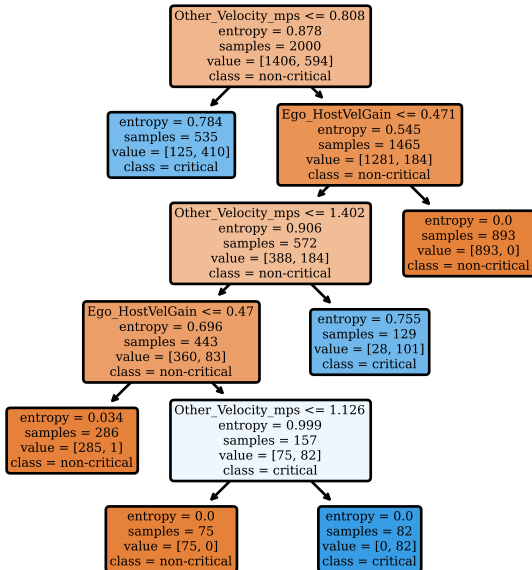 Other_Velocity_mps <= 0.808
entropy = 0.878
samples = 2000
value = [1406, 594]
class = non-critical
entropy = 0.784
samples = 535
value = [125, 410]
class = critical
Ego_HostVelGain <= 0.471
entropy = 0.545
samples = 1465
value = [1281, 184]
class = non-critical
Other_Velocity_mps <= 1.402
entropy = 0.906
samples = 572
value = [388, 184]
class = non-critical
entropy = 0.0
samples = 893
value = [893, 0]
class = non-critical
Ego_HostVelGain <= 0.47
entropy = 0.696
samples = 443
value = [360, 83]
class = non-critical
entropy = 0.755
samples = 129
value = [28, 101]
class = critical
entropy = 0.034
samples = 286
value = [285, 1]
class = non-critical
Other_Velocity_mps <= 1.126
entropy = 0.999
samples = 157
value = [75, 82]
class = critical
entropy = 0.0
samples = 75
value = [75, 0]
class = non-critical
entropy = 0.0
samples = 82
value = [0, 82]
class = critical